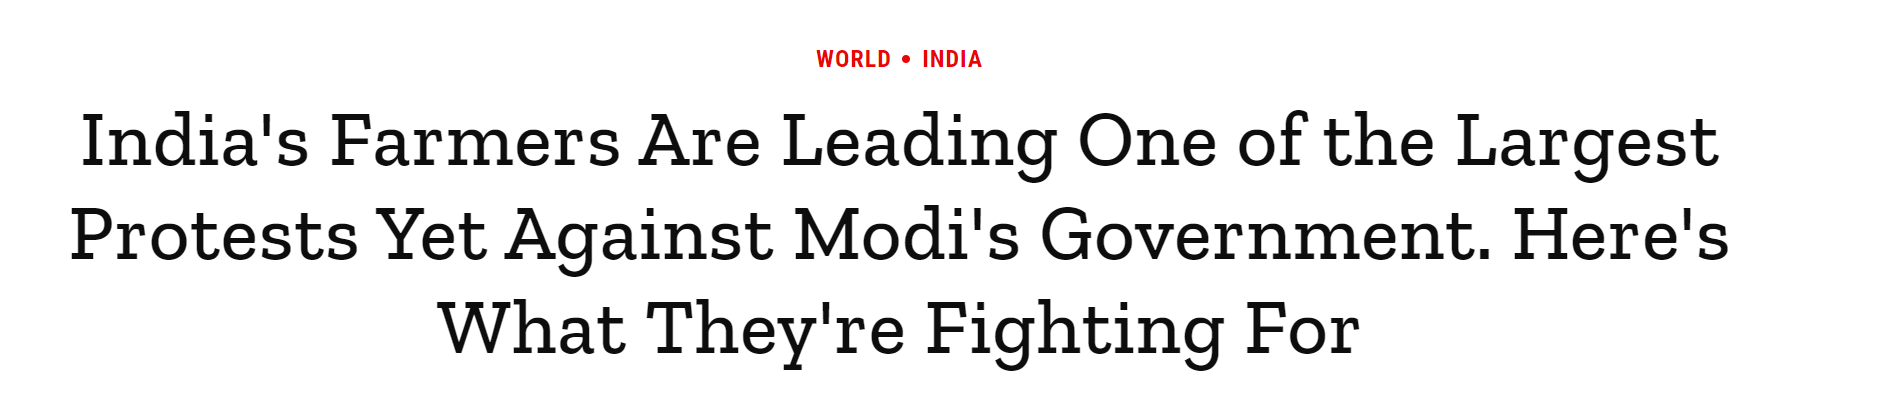 WORLD • INDIA
India's Farmers Are Leading One of the Largest
Protests Yet Against Modi's Government. Here's
What They're Fighting For